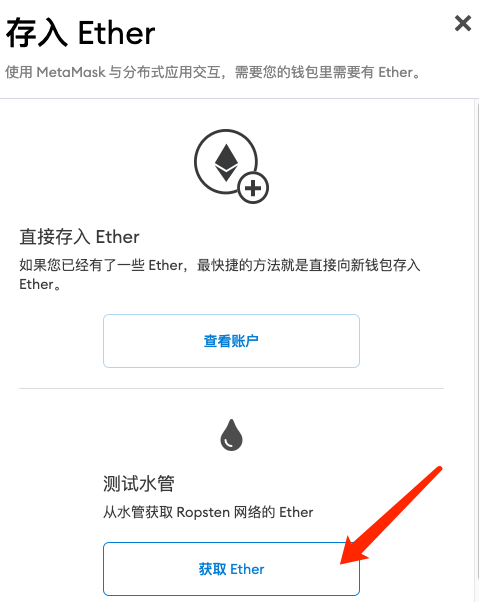 存入 Ether
使用 MetaMask 与分布式应用交互，需要您的钱包里需要有 Ether。
直接存入 Ether
如果您已经有了一些 Ether，最快捷的方法就是直接向新钱包存入
Ether。
查看账户
测试水管
从水管获取 Ropsten 网络的 Ether
获取 Ether